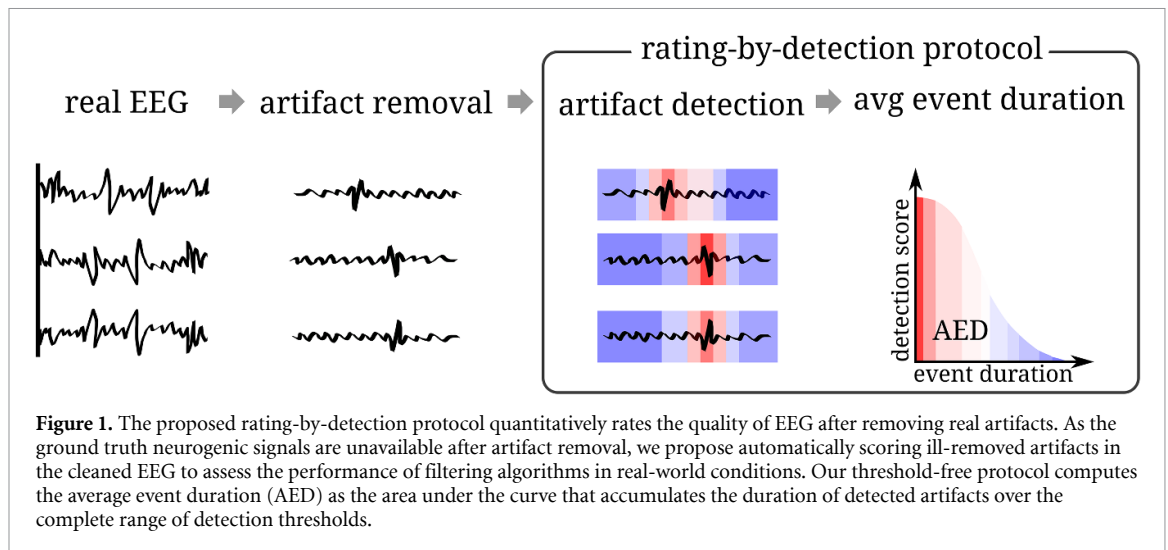 rating-by-detection protocol
real EEG
artifact removal
artifact detection
avg event duration
detection score
AED
event duration
Figure 1. The proposed rating-by-detection protocol quantitatively rates the quality of EEG after removing real artifacts. As the
ground truth neurogenic signals are unavailable after artifact removal, we propose automatically scoring ill-removed artifacts in
the cleaned EEG to assess the performance of filtering algorithms in real-world conditions. Our threshold-free protocol computes
the average event duration (AED) as the area under the curve that accumulates the duration of detected artifacts over the
complete range of detection thresholds.